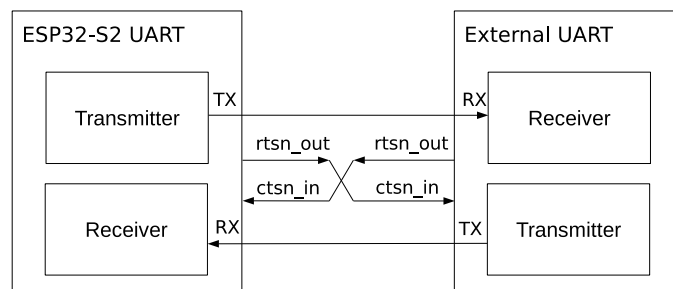 ESP32-S2 UART
External UART
Transmitter
TX
RX
Receiver
rtsn_out
rtsn_out
ctsn_in
ctsn_in
Receiver
RX
TX
Transmitter